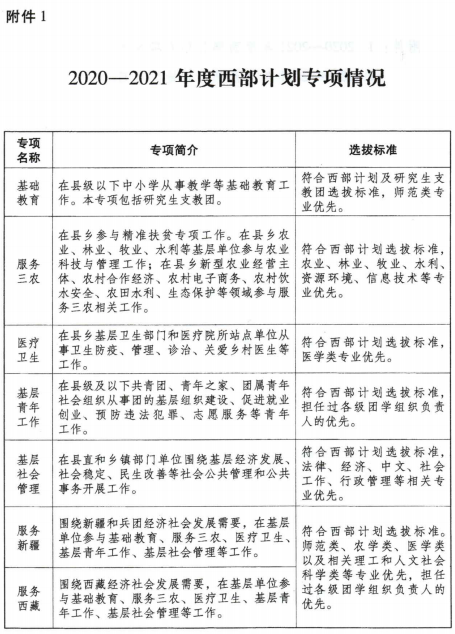 附件1
2020—2021年度西部计划专项情况
专项
名称
专项简介
选拔标准
基础
教育
在县级以下中小学从事教学等基础教育工
作。本专项包括研究生支教团。
符合西部计划及研究生支
教团选拔标准,师范类专
业优先。
服务
三农
在县乡参与精准扶贫专项工作。在县乡农
业、林业、牧业、水利等基层单位参与农业
科技与管理工作；在县乡新型农业经营主
体、农村合作经济、农村电子商务、农村饮
水安全、农田水利、生态保护等领域参与服
务三农相关工作。
符合西部计划选拔标准,
农业、林业、牧业、水利、
资源环境、信息技术等专
业优先。
医疗
卫生
在县乡基层卫生部门和医疗院所站点单位从
事卫生防疫、管理、诊治、关爱乡村医生等
工作。
符合西部计划选拔标准,
医学类专业优先。
基层
青年
工作
在县级及以下共青团、青年之家、团属青年
社会组织从事团的基层组织建设、促进就业
创业、预防违法犯罪、志愿服务等青年
工作。
符合西部计划选拔标准,
担任过各级团学组织负责
人的优先。
基层
社会
管理
在县直和乡镇部门单位围绕基层经济发展、
社会稳定、民生改善等社会公共管理和公共
事务开展工作。
符合西部计划选拔标准,
法律、经济、中文、社会
工作、行政管理等相关专
业优先。
服务
新疆
围绕新疆和兵团经济社会发展需要,在基层
单位参与基础教育、服务三农、医疗卫生、
基层青年工作、基层社会管理等工作。
符合西部计划选拔标准。
师范类、农学类、医学类
以及相关理工和人文社会
科学类等专业优先,担任
过各级团学组织负责人的
优先。
服务
西藏
围绕西藏经济社会发展需要,在基层单位参
与基础教育、服务三农、医疗卫生、基层青
年工作、基层社会管理等工作。